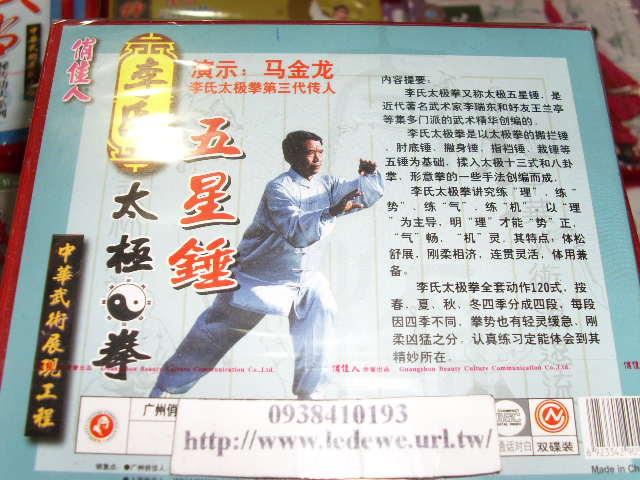 俏佳人
李氏
太極拳
五星錘
演示：马金龙
李氏太极拳第三代传人
内容提要：
李氏太极拳又称太极五星锤，是
近代著名武术家李瑞东和好友王兰亭
等集多门派的武术精华创编的。
李氏太极拳是以太极拳的搬拦锤
、肘底锤、撇身锤、指裆锤、栽锤等
五锤为基础，揉入太极十三式和八卦
掌，形意拳的一些手法创编而成。
李氏太极拳讲究练“理”、练“
势”、练“气”、练“机”，以“理
”为主导，明“理”才能“势”正、
“气”畅，“机”灵，其特点：体松
舒展，刚柔相济，连贯灵活，体用兼
备。
李氏太极拳全套动作120式，按
春、夏、秋、冬四季分成四段，每段
因四季不同，拳势也有轻灵缓急、刚
柔凶猛之分，认真练习定能体会到其
精妙所在。
中華武術展現工程
俏佳人 Guangzhou Beauty Culture Communication Co.,Ltd
0938410193
http://www.ledewe.url.tw/
广州俏
COMPACT
普通话对白
双碟装
Made in Ch